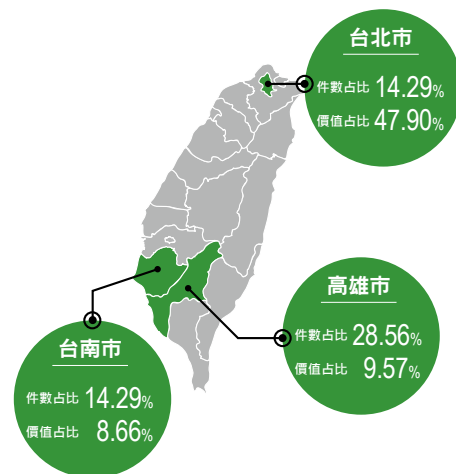 台北市
件數占比 14.29%
價值占比 47.90%
高雄市
件數占比 28.56%
價值占比 9.57%
台南市
件數占比 14.29%
價值占比 8.66%